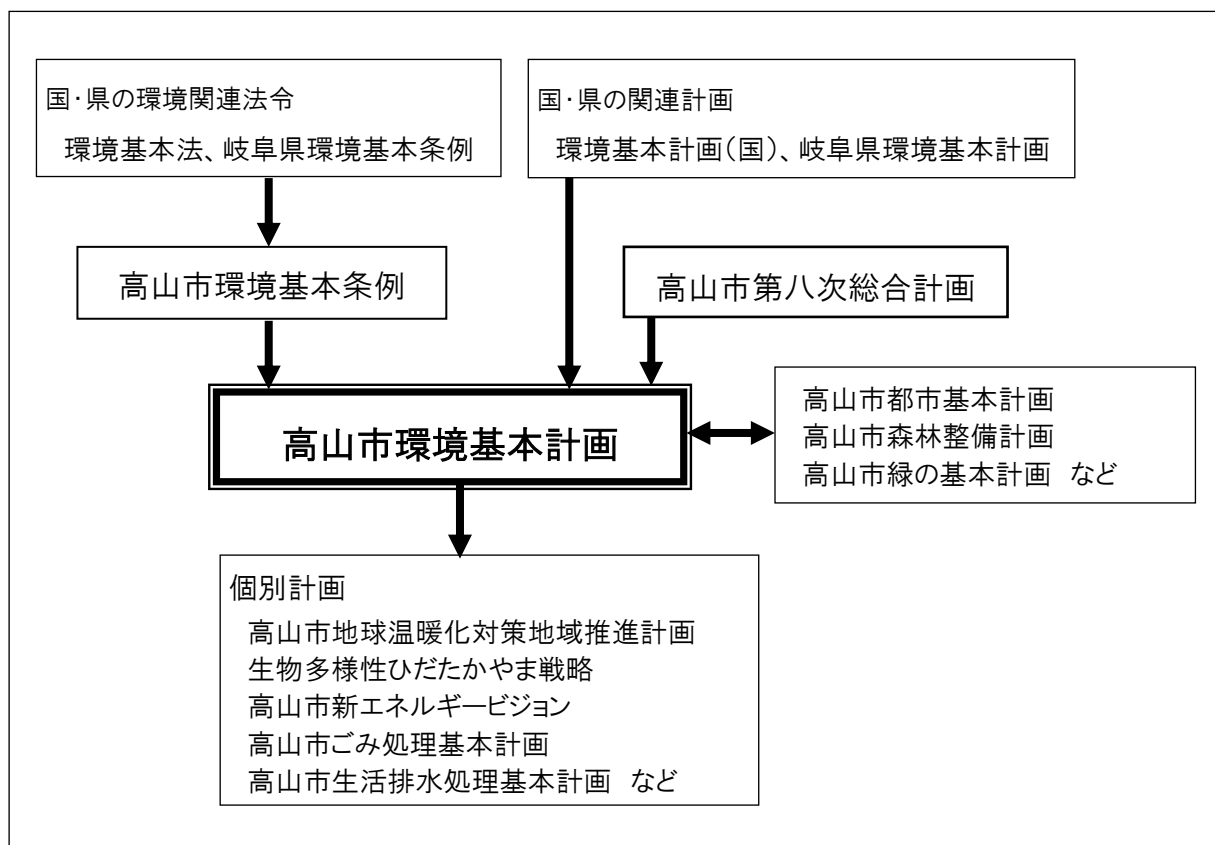 国・県の環境関連法令
環境基本法、岐阜県環境基本条例
国・県の関連計画
環境基本計画（国）、岐阜県環境基本計画
高山市環境基本条例
高山市第八次総合計画
高山市環境基本計画
高山市都市基本計画
高山市森林整備計画
高山市緑の基本計画　など
個別計画
高山市地球温暖化対策地域推進計画
生物多様性ひだたかやま戦略
高山市新エネルギービジョン
高山市ごみ処理基本計画
高山市生活排水処理基本計画　など